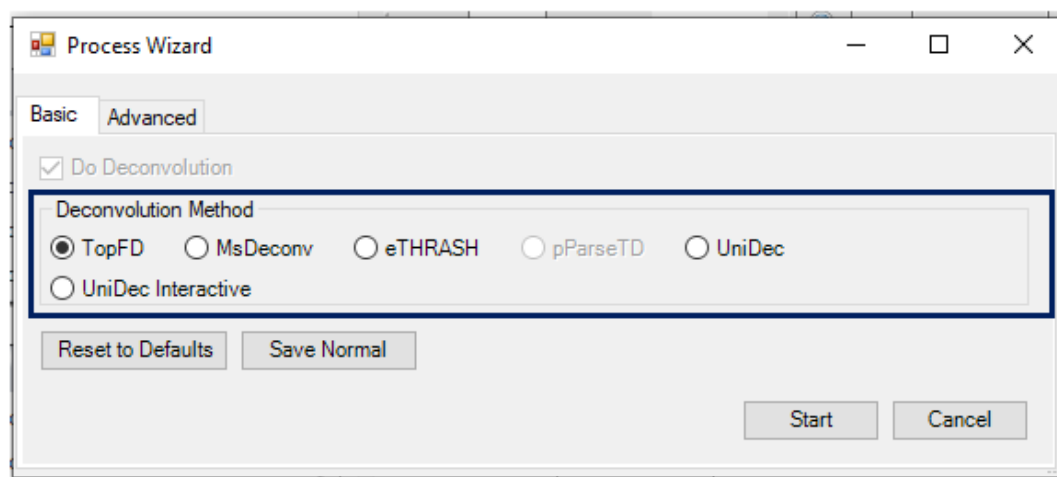 Process Wizard
Basic Advanced
Do Deconvolution
Deconvolution Method
TopFD MsDeconv eTHRASH pParseTD UniDec
UniDec Interactive
Reset to Defaults Save Normal
Start Cancel